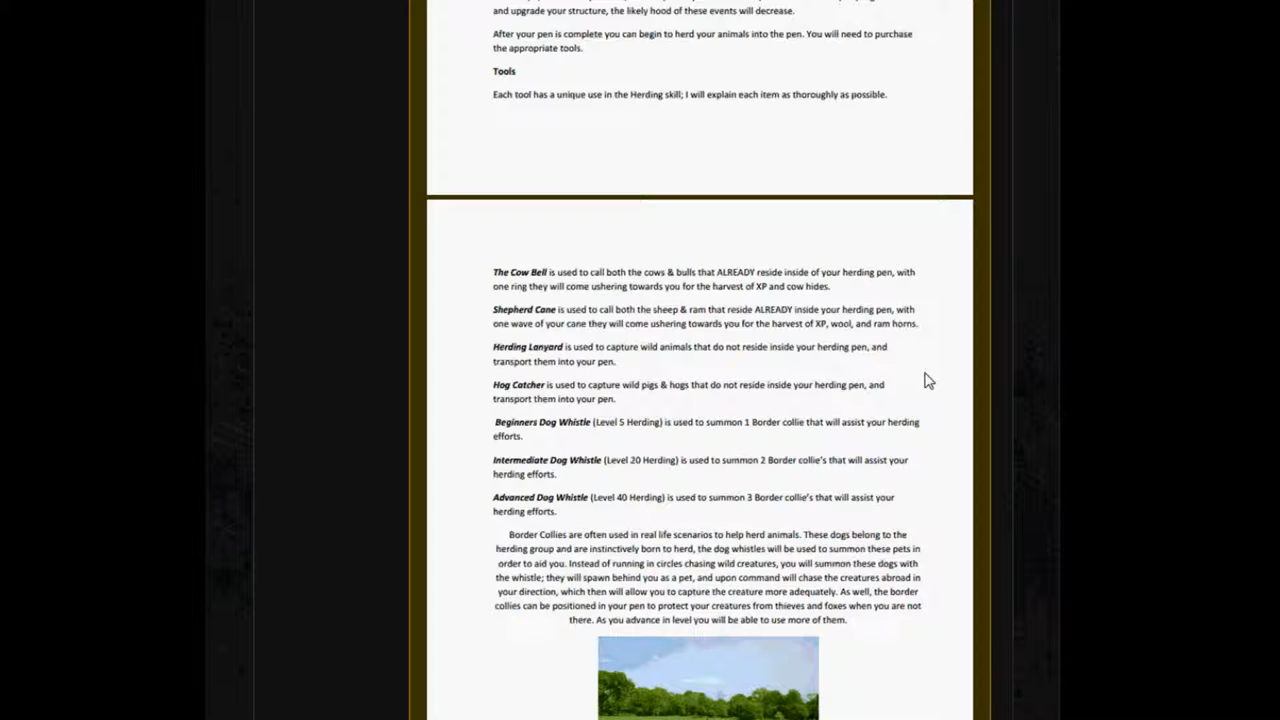 and upgrade your structure, the likely hood of these events will decrease.
After your pen is complete you can begin to herd your animals into the pen. You will need to purchase
the appropriate tools.
Tools
Each tool has a unique use in the Herding skill; I will explain each item as thoroughly as possible.
The Cow Bell is used to call both the cows & bulls that ALREADY reside inside of your herding pen, with
one ring they will come ushering towards you for the harvest of XP and cow hides.
Shepherd Cane is used to call both the sheep & ram that reside ALREADY inside your herding pen, with
one wave of your cane they will come ushering towards you for the harvest of XP, wool, and ram horns.
Herding Lanyard is used to capture wild animals that do not reside inside your herding pen, and
transport them into your pen.
Hog Catcher is used to capture wild pigs & hogs that do not reside inside your herding pen, and
transport them into your pen.
Beginners Dog Whistle (Level 5 Herding) is used to summon 1 Border collie that will assist your herding
efforts.
Intermediate Dog Whistle (Level 20 Herding) is used to summon 2 Border collie's that will assist your
herding efforts.
Advanced Dog Whistle (Level 40 Herding) is used to summon 3 Border collie's that will assist your
herding efforts.
Border Collies are often used in real life scenarios to help herd animals. These dogs belong to the
herding group and are instinctively born to herd, the dog whistles will be used to summon these pets in
order to aid you. Instead of running in circles chasing wild creatures, you will summon these dogs with
the whistle; they will spawn behind you as a pet, and upon command will chase the creatures abroad in
your direction, which then will allow you to capture the creature more adequately. As well, the border
collies can be positioned in your pen to protect your creatures from thieves and foxes when you are not
there. As you advance in level you will be able to use more of them.